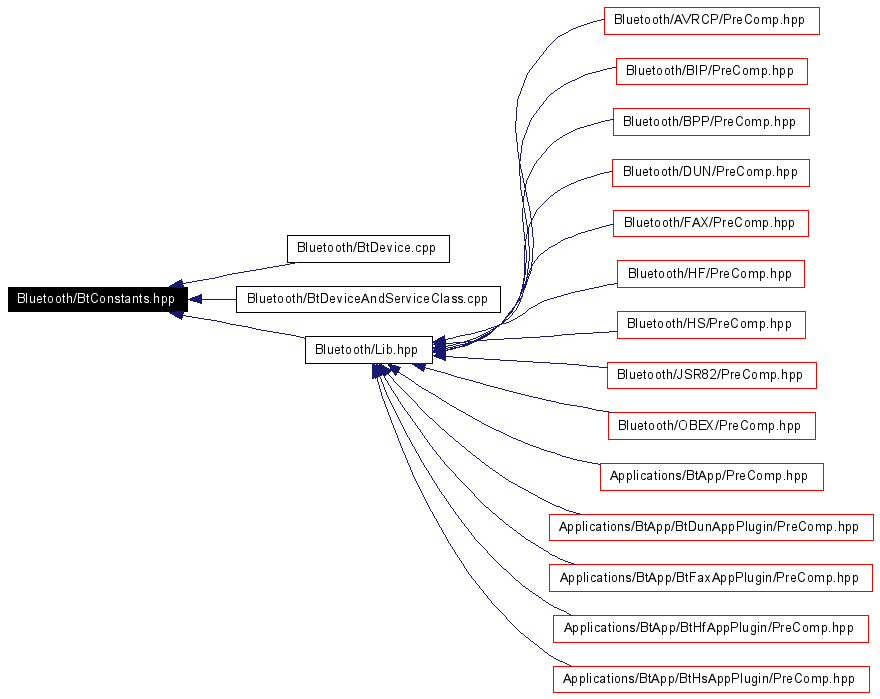 Bluetooth/AVRCP/PreComp.hpp
Bluetooth/BIP/PreComp.hpp
Bluetooth/BPP/PreComp.hpp
Bluetooth/DUN/PreComp.hpp
Bluetooth/FAX/PreComp.hpp
Bluetooth/BtDevice.cpp
Bluetooth/HF/PreComp.hpp
Bluetooth/BtConstants.hpp
Bluetooth/BtDeviceAndServiceClass.cpp
Bluetooth/HS/PreComp.hpp
Bluetooth/Lib.hpp
Bluetooth/JSR82/PreComp.hpp
Bluetooth/OBEX/PreComp.hpp
Applications/BtApp/PreComp.hpp
Applications/BtApp/BtDunAppPlugin/PreComp.hpp
Applications/BtApp/BtFaxAppPlugin/PreComp.hpp
Applications/BtApp/BtHfAppPlugin/PreComp.hpp
Applications/BtApp/BtHsAppPlugin/PreComp.hpp